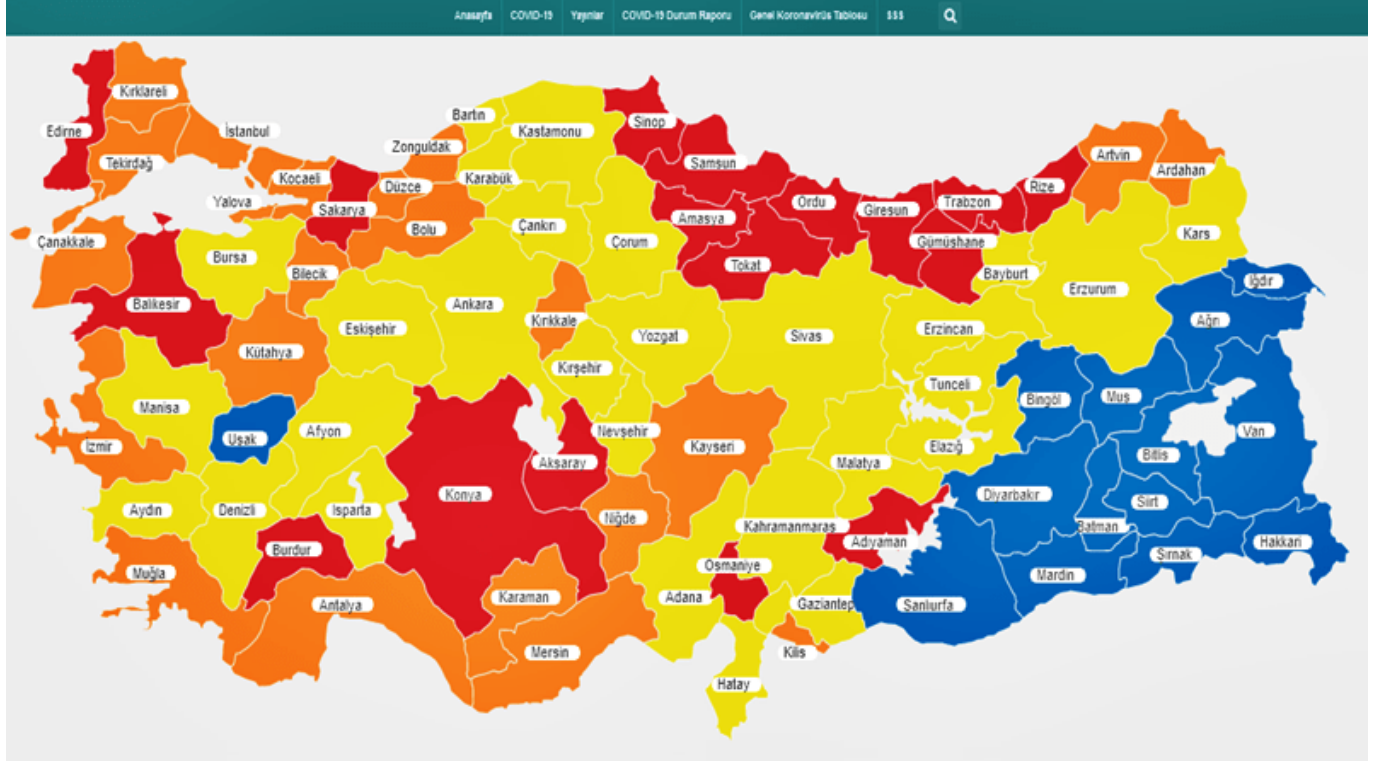 Anasayfa COVID-19 Yayınlar COVID-19 Durum Raporu Genel Koronavirüs Tablosu SSS
Kırklareli
Edirne
İstanbul
Tekirdağ
Bartın
Kastamonu
Zonguldak
Sinop
Samsun
Artvin
Ardahan
Kocaeli
Düzce
Karabük
Yalova
Sakarya
Bolu
Çankırı
Amasya
Ordu
Giresun
Trabzon
Rize
Çanakkale
Bursa
Bilecik
Çorum
Tokat
Gümüşhane
Bayburt
Kars
Erzurum
Iğdır
Balıkesir
Ankara
Kırıkkale
Eskişehir
Yozgat
Sivas
Erzincan
Ağrı
Kütahya
Kırşehir
Tunceli
Bingöl
Muş
Manisa
Uşak
Afyon
Nevşehir
Kayseri
Elazığ
Van
İzmir
Aksaray
Malatya
Bitlis
Aydın
Denizli
Isparta
Konya
Niğde
Kahramanmaraş
Diyarbakır
Siirt
Batman
Burdur
Adıyaman
Hakkari
Şırnak
Muğla
Osmaniye
Mardin
Antalya
Karaman
Adana
Gaziantep
Şanlıurfa
Mersin
Kilis
Hatay